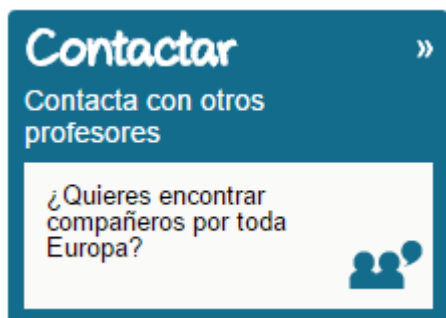 Contactar »
Contacta con otros
profesores
¿Quieres encontrar
compañeros por toda
Europa?